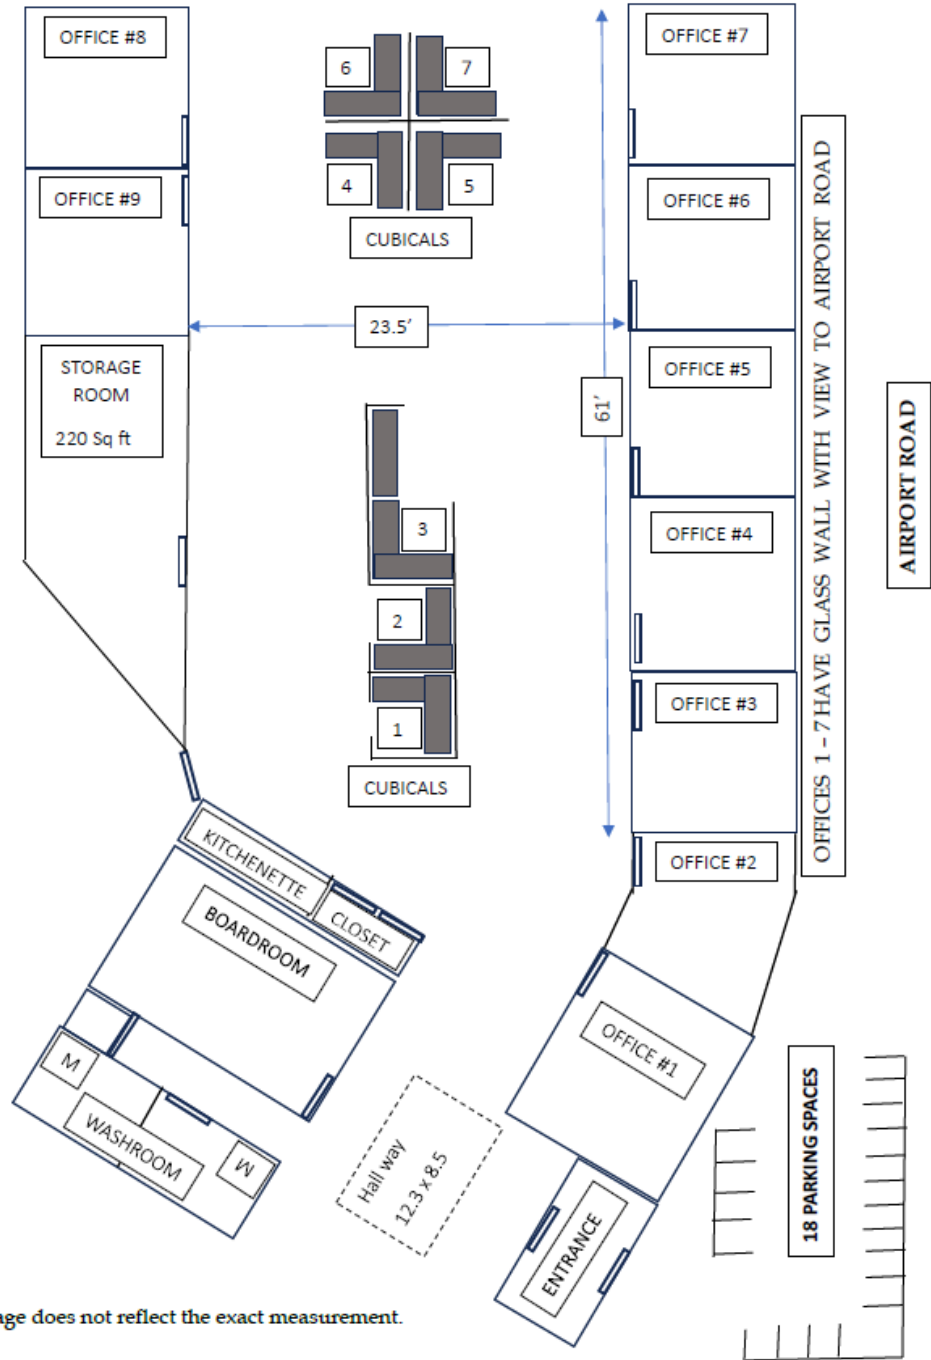 OFFICE #8
OFFICE #9
STORAGE
ROOM
220 Sq ft
6
7
4
5
CUBICALS
23.5'
61'
3
2
1
CUBICALS
OFFICE #7
OFFICE #6
OFFICE #5
OFFICE #4
OFFICE #3
OFFICE #2
OFFICE #1
OFFICES 1 – 7 HAVE GLASS WALL WITH VIEW TO AIRPORT ROAD
AIRPORT ROAD
KITCHENETTE
CLOSET
BOARDROOM
M
WASHROOM
W
Hall way
12.3 x 8.5
ENTRANCE
18 PARKING SPACES
age does not reflect the exact measurement.